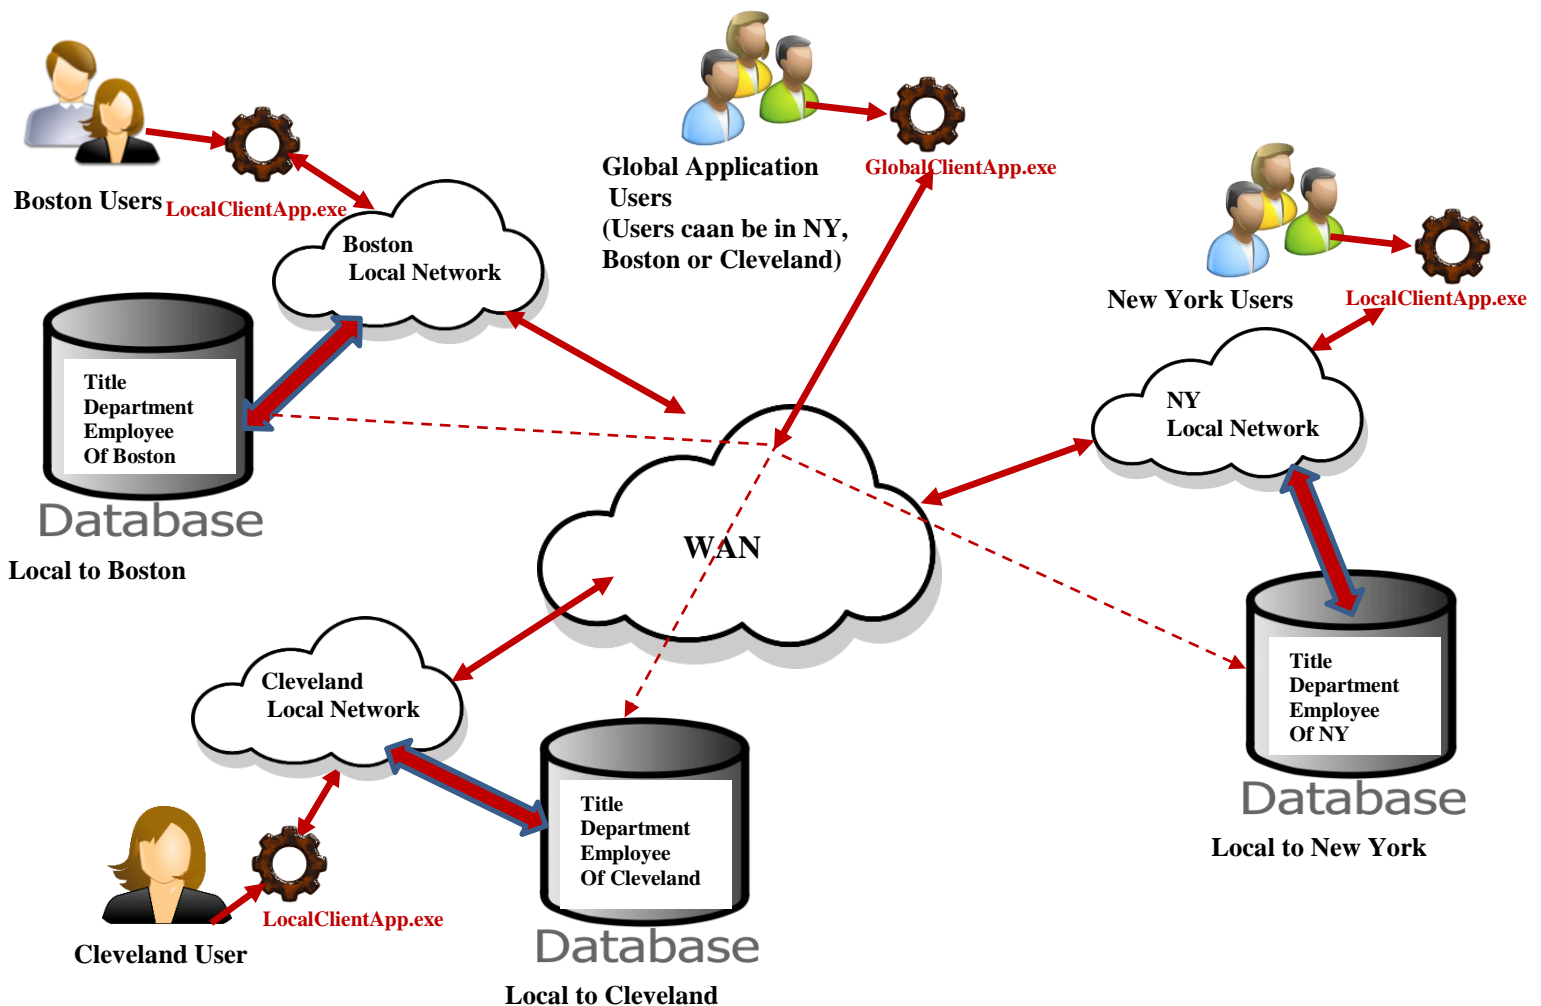 Boston Users
LocalClientApp.exe
Boston
Local Network
Title
Department
Employee
Of Boston
Database
Local to Boston
Global Application
Users
(Users caan be in NY,
Boston or Cleveland)
GlobalClientApp.exe
New York Users
LocalClientApp.exe
NY
Local Network
WAN
Title
Department
Employee
Of NY
Database
Local to New York
Cleveland
Local Network
Title
Department
Employee
Of Cleveland
Database
Local to Cleveland
LocalClientApp.exe
Cleveland User